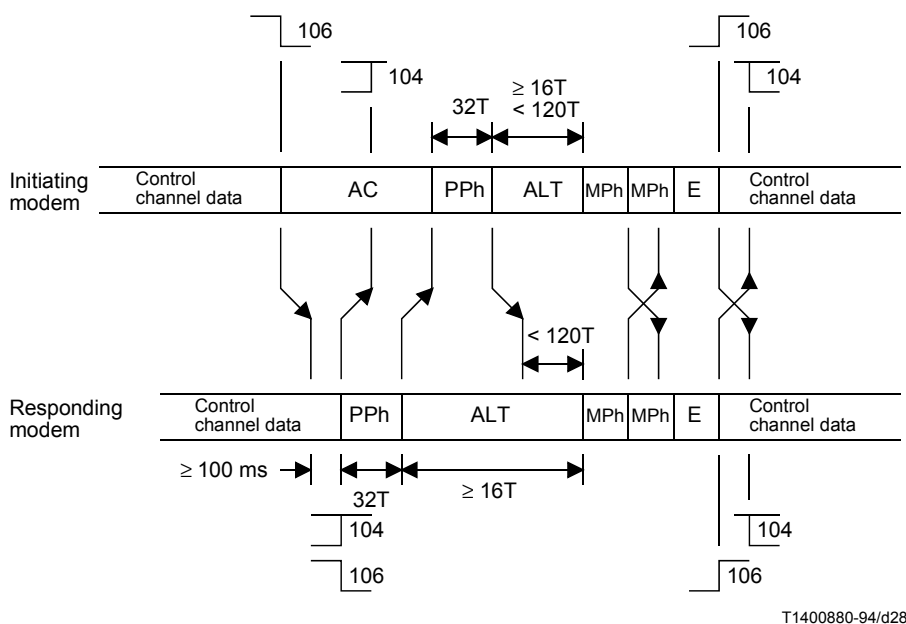 106
106
104
104
≥ 16T
32T
< 120T
Initiating
modem
Control
channel data
AC
PPh
ALT
MPh
MPh
E
Control
channel data
< 120T
Responding
modem
Control
channel data
PPh
ALT
MPh
MPh
E
Control
channel data
≥ 100 ms
32T
≥ 16T
104
104
106
106
T1400880-94/d28